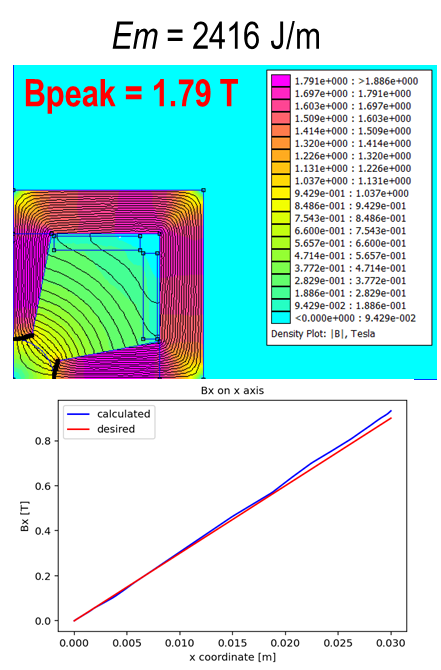 Em = 2416 J/m
Bpeak = 1.79 T
1.791e+000 : >1.886e+000
1.697e+000 : 1.791e+000
1.603e+000 : 1.697e+000
1.509e+000 : 1.603e+000
1.414e+000 : 1.509e+000
1.320e+000 : 1.414e+000
1.226e+000 : 1.320e+000
1.131e+000 : 1.226e+000
1.037e+000 : 1.131e+000
9.429e-001 : 1.037e+000
8.486e-001 : 9.429e-001
7.543e-001 : 8.486e-001
6.600e-001 : 7.543e-001
5.657e-001 : 6.600e-001
4.714e-001 : 5.657e-001
3.772e-001 : 4.714e-001
2.829e-001 : 3.772e-001
1.886e-001 : 2.829e-001
9.429e-002 : 1.886e-001
<0.000e+000 : 9.429e-002
Density Plot: |B|, Tesla
Bx on x axis
calculated
desired
0.8
0.6
0.4
0.2
0.0
Bx [T]
0.000 0.005 0.010 0.015 0.020 0.025 0.030
x coordinate [m]